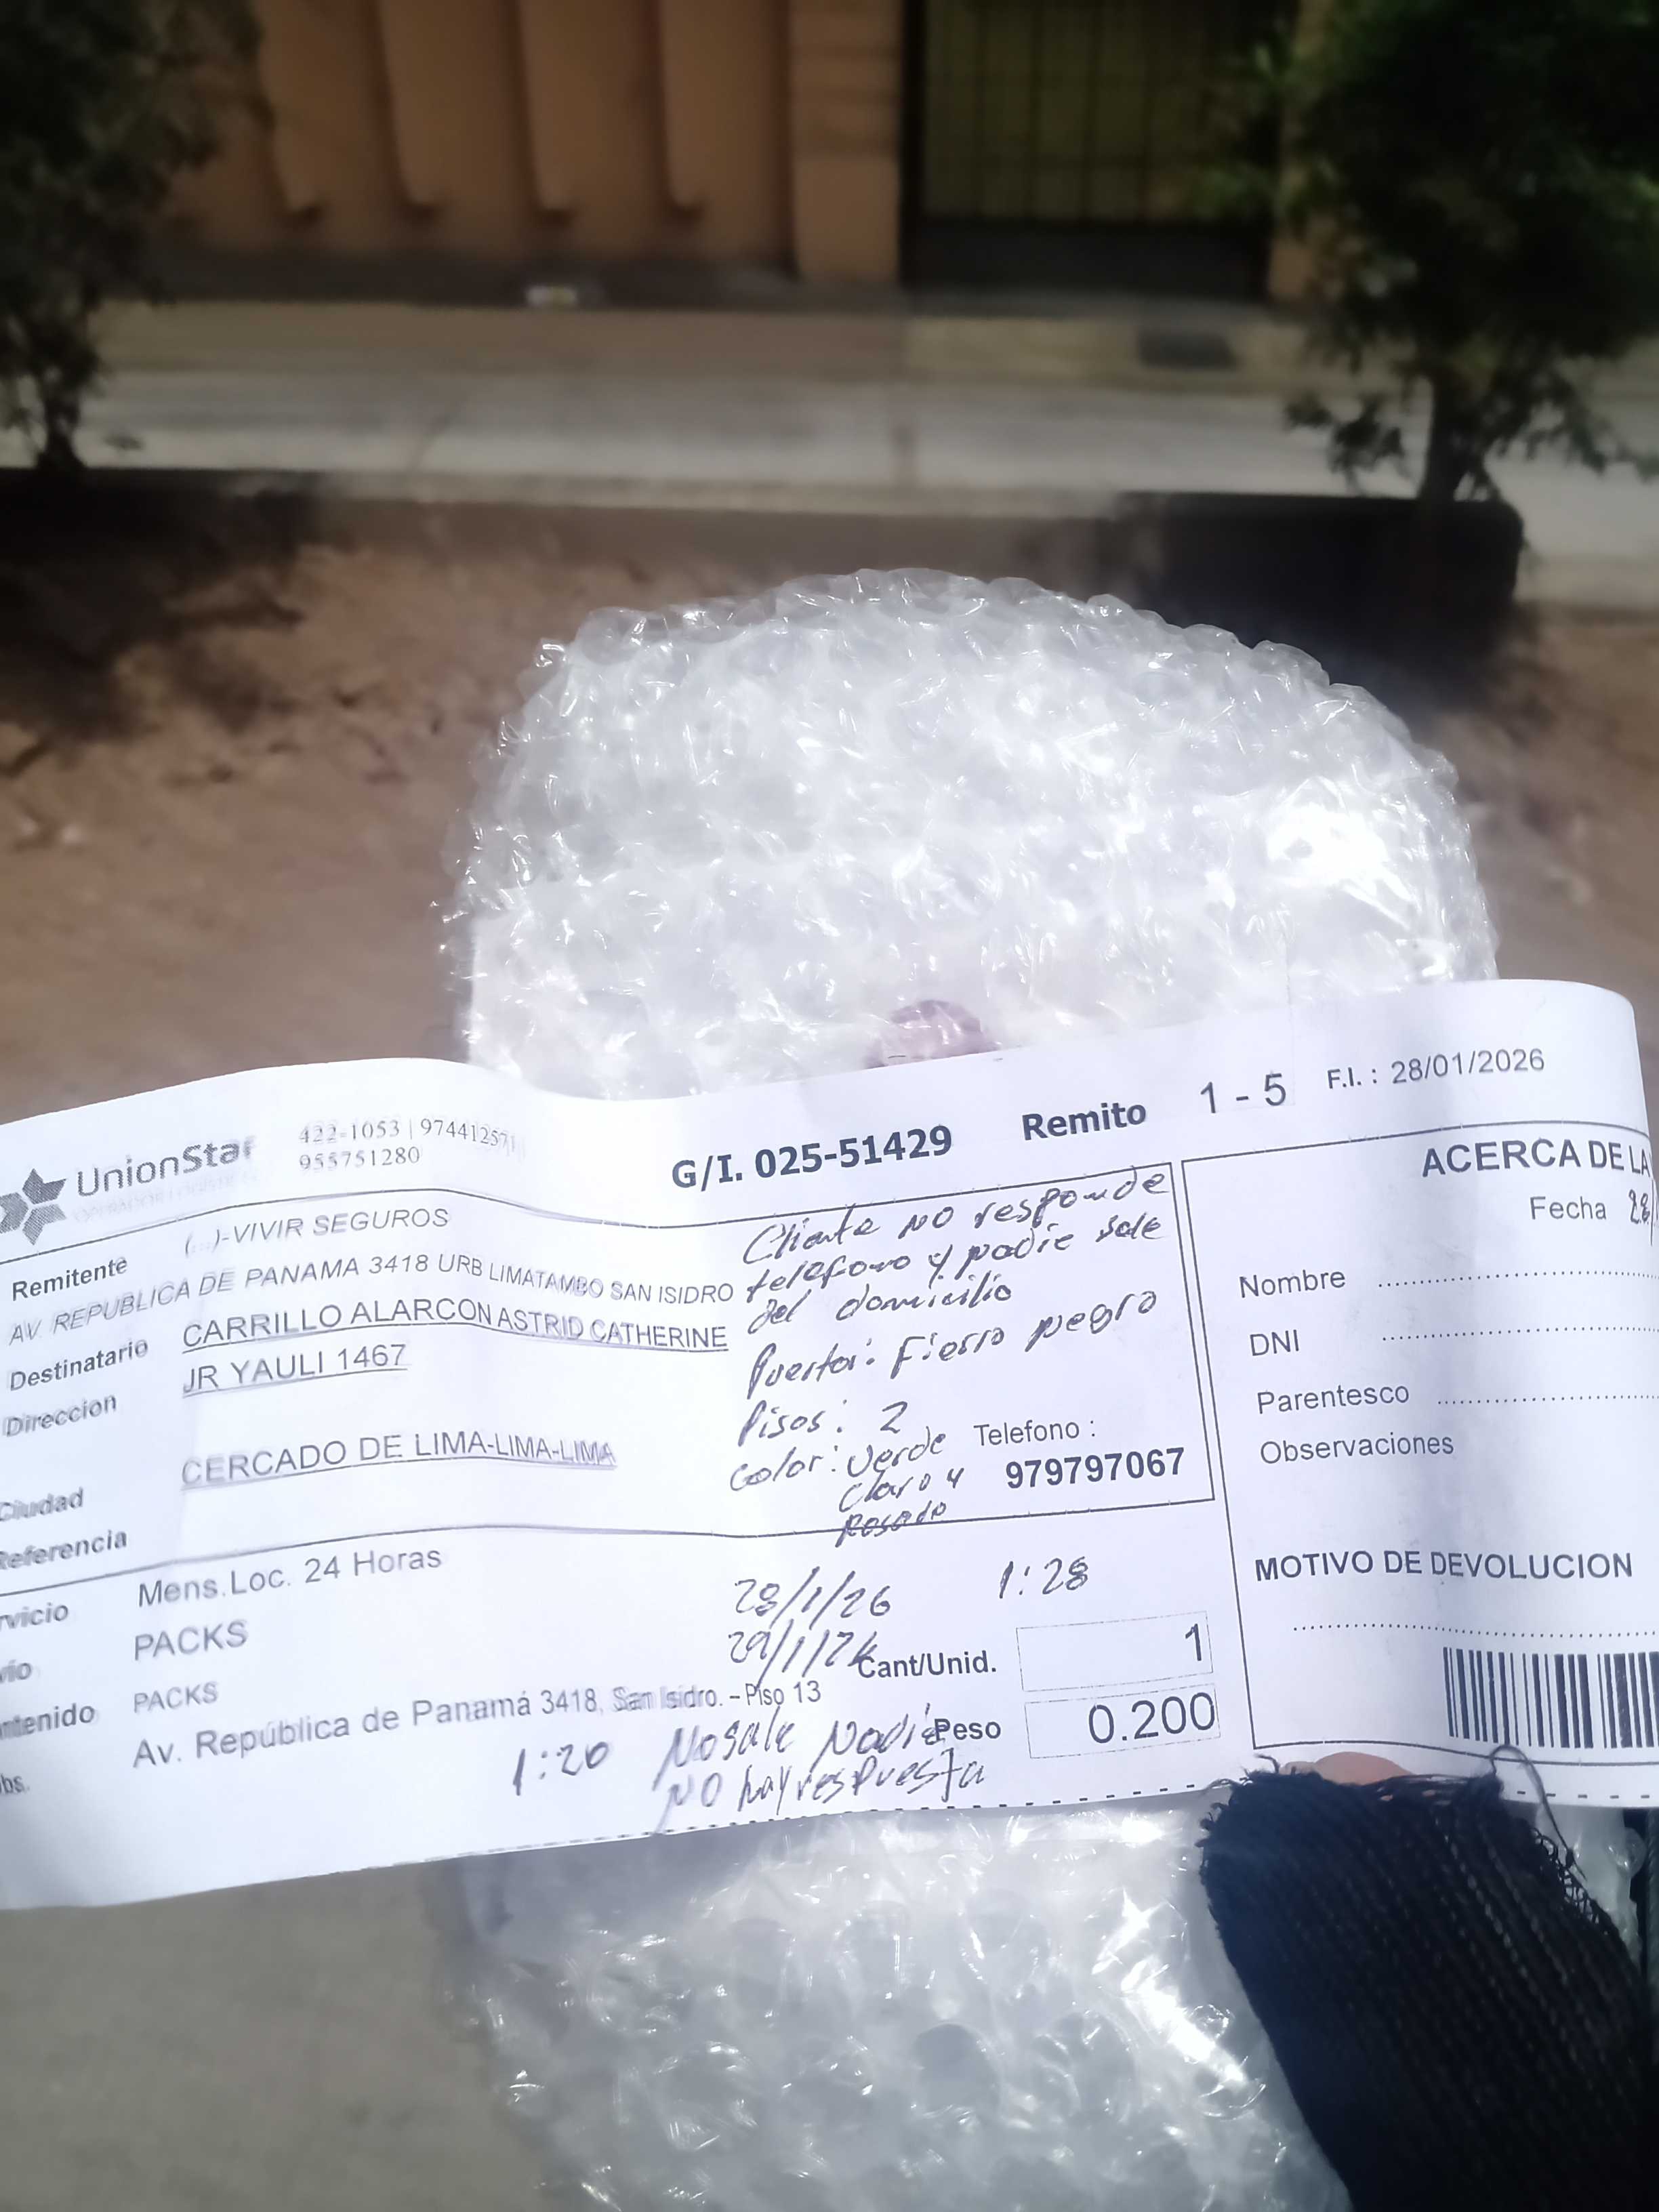 UnionStar
422-1053 | 974412571
955751280
G/I. 025-51429
Remito
1 - 5
F.I. : 28/01/2026
Remitente
(...)-VIVIR SEGUROS
AV. REPUBLICA DE PANAMA 3418 URB LIMATAMBO SAN ISIDRO
Destinatario CARRILLO ALARCON ASTRID CATHERINE
Direccion JR YAULI 1467
CERCADO DE LIMA-LIMA-LIMA
Ciudad
Referencia
Cliente no responde
telefono y nadie sale
del domicilio
Puerta: Fierro negro
Pisos: 2
color: verde
claro y
rosado
Telefono :
979797067
rvicio Mens.Loc. 24 Horas
vio PACKS
ntenido PACKS
bs. Av. República de Panamá 3418, San Isidro. – Piso 13
28/1/26 1:28
Cant/Unid. 1
Peso 0.200
1:20 No sale Nadie
NO hay respuesta
ACERCA DE LA
Fecha
Nombre
DNI
Parentesco
Observaciones
MOTIVO DE DEVOLUCION